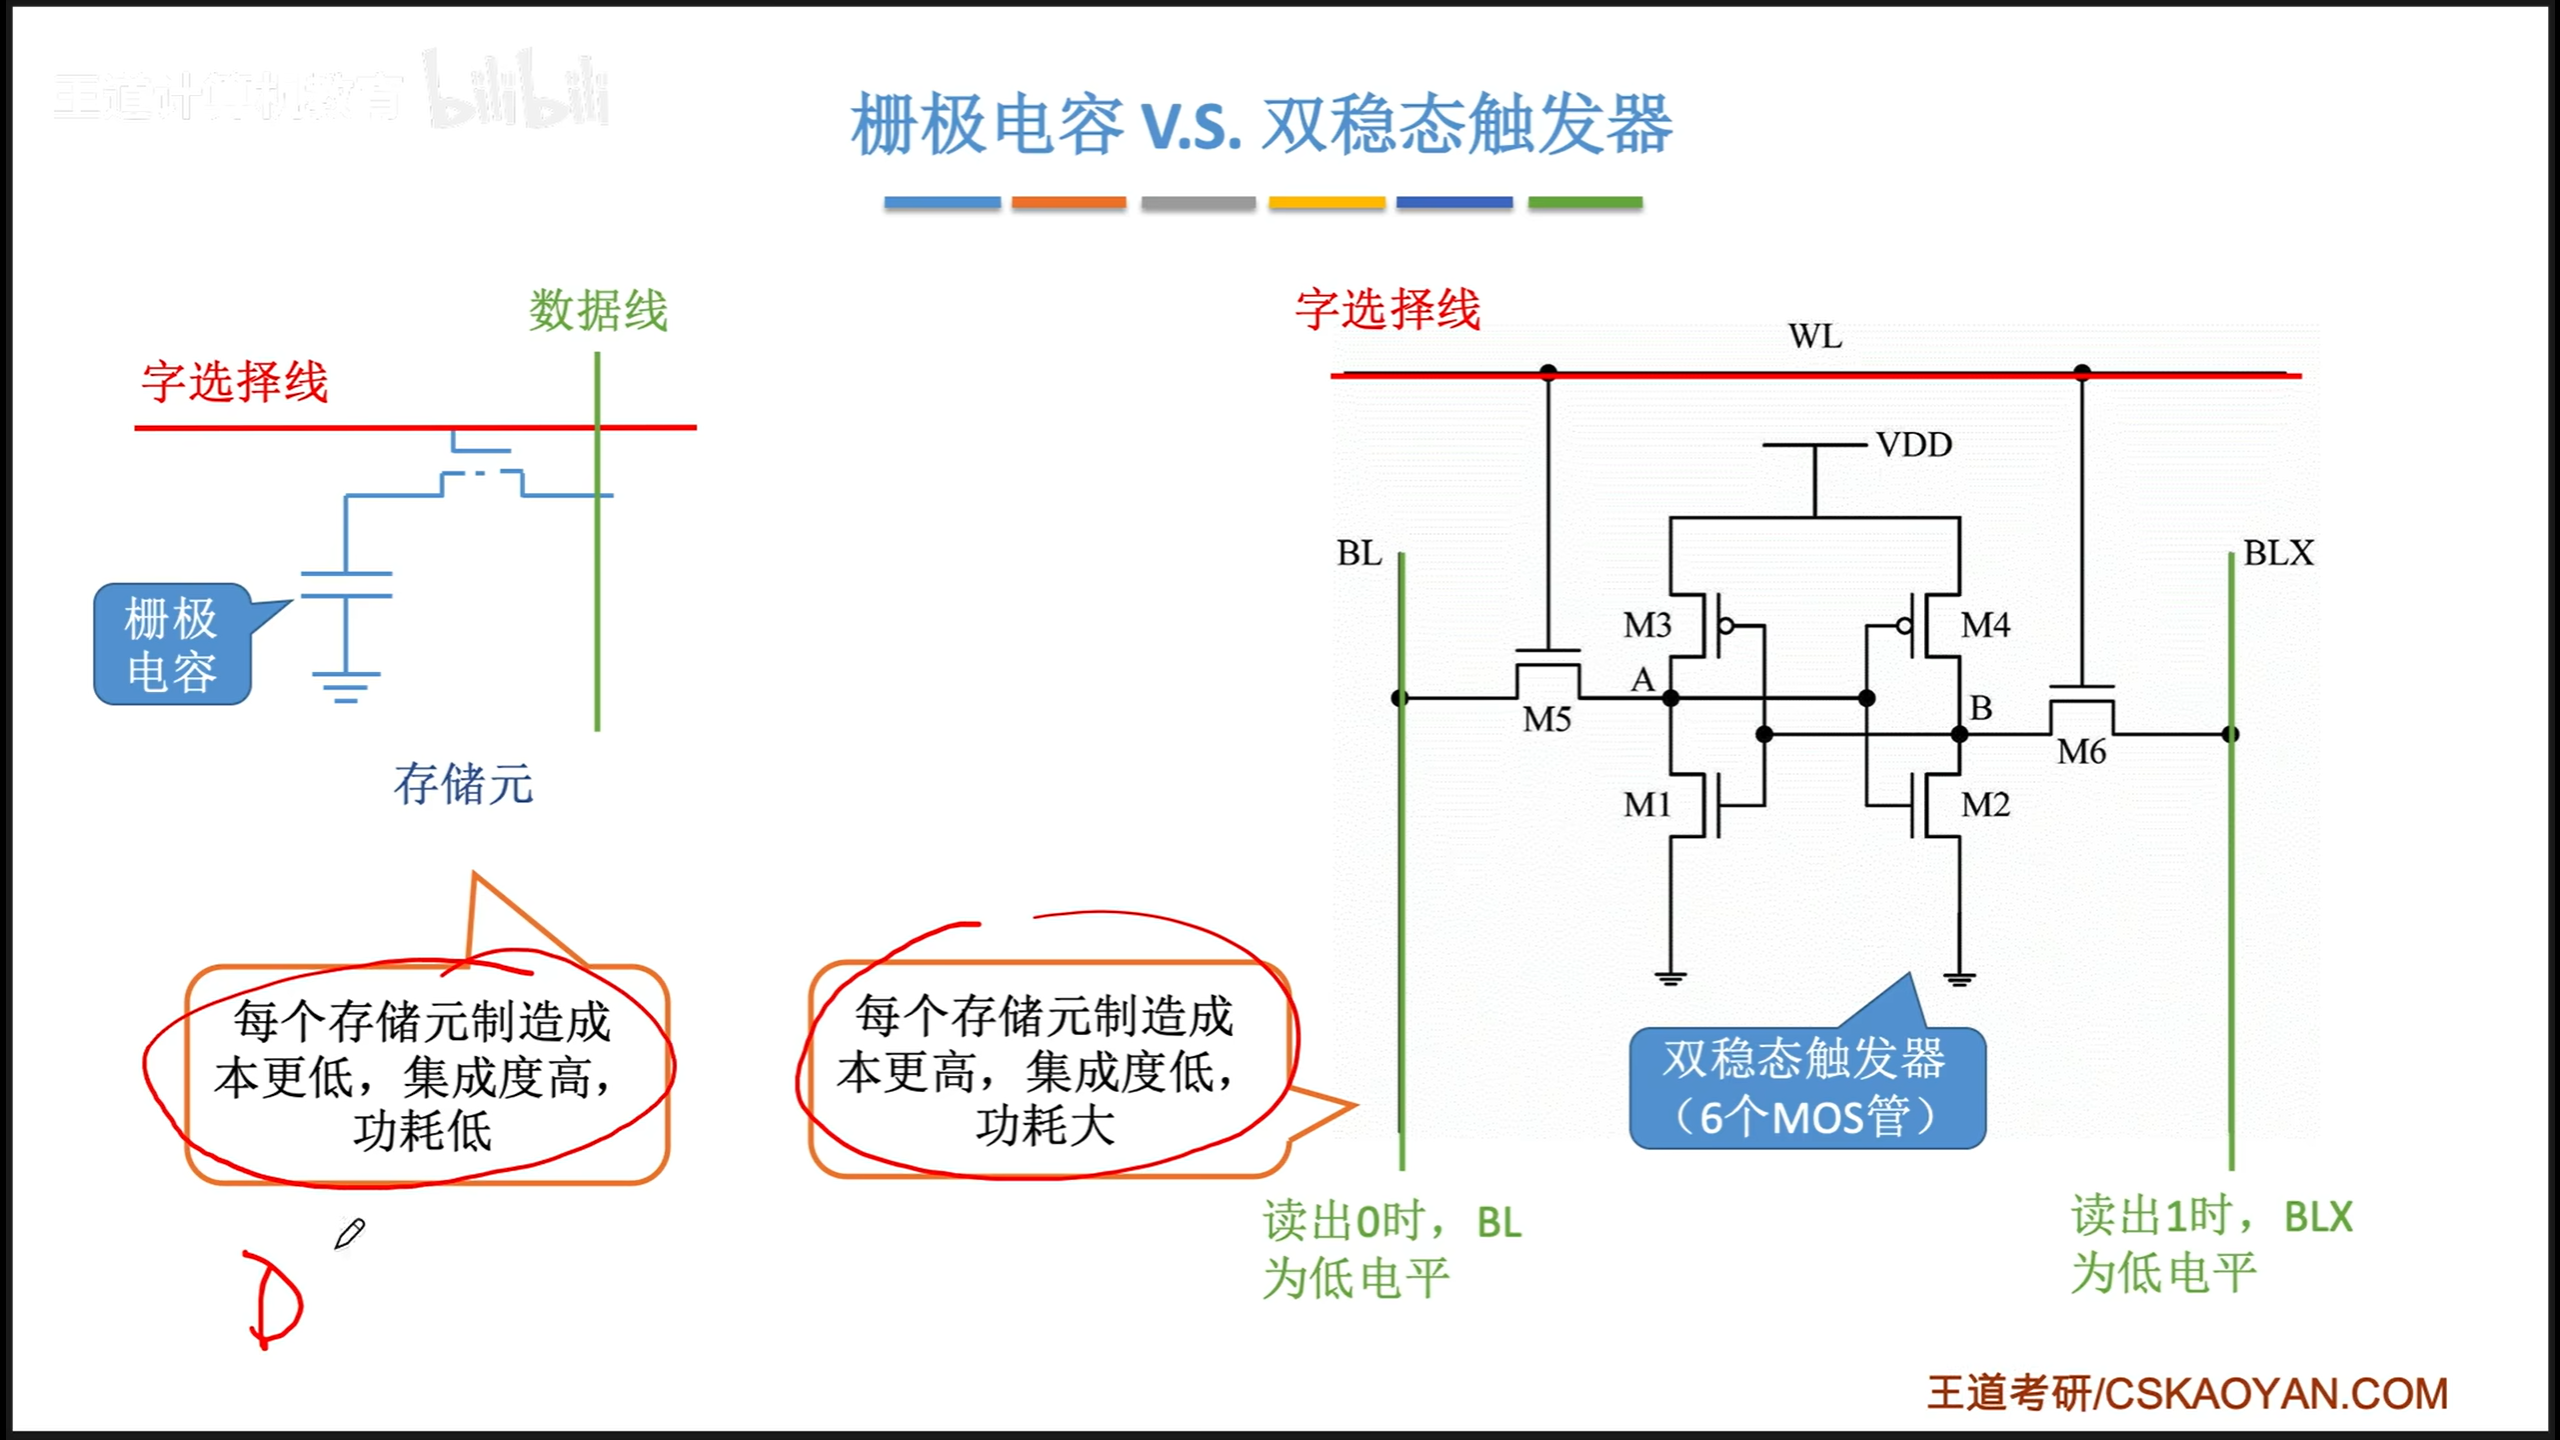 王道计算机教育 bilibili
栅极电容 V.S. 双稳态触发器
数据线
字选择线
栅极
电容
存储元
每个存储元制造成
本更低，集成度高，
功耗低
D
每个存储元制造成
本更高，集成度低，
功耗大
字选择线
WL
VDD
BL
BLX
M3
M4
A
B
M5
M6
M1
M2
双稳态触发器
（6个MOS管）
读出0时，BL
为低电平
读出1时，BLX
为低电平
王道考研/CSKAOYAN.COM